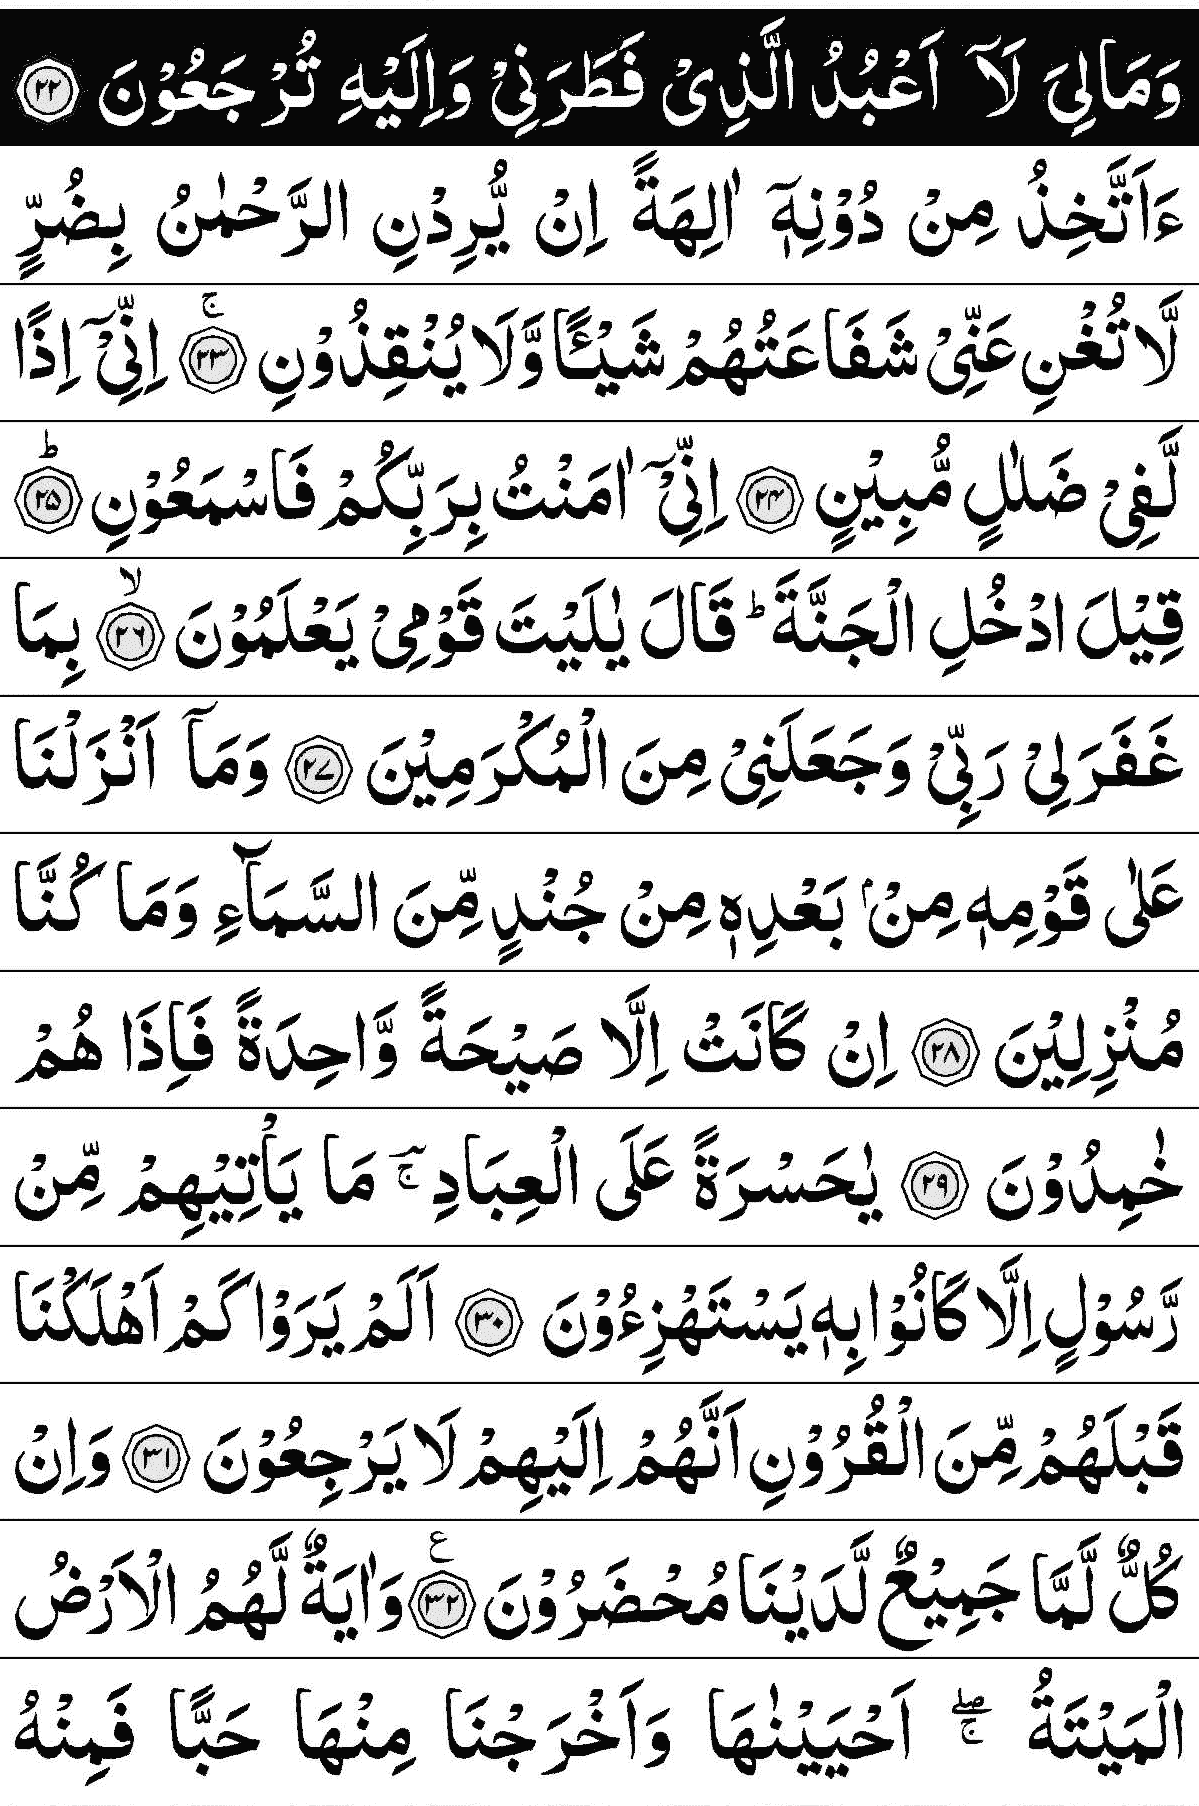 وَمَالِیَ لَاۤ اَعْبُدُ الَّذِیْ فَطَرَنِیْ وَاِلَیْهِ تُرْجَعُوْنَ ﴿۲۲﴾
ءَاَتَّخِذُ مِنْ دُوْنِهٖۤ اٰلِهَةً اِنْ یُّرِدْنِ الرَّحْمٰنُ بِضُرٍّ
لَّا تُغْنِ عَنِّیْ شَفَاعَتُهُمْ شَیْـًٔا وَّلَا یُنْقِذُوْنِ ﴿۲۳﴾ۚ اِنِّیْۤ اِذًا
لَّفِیْ ضَلٰلٍ مُّبِیْنٍ ﴿۲۴﴾ اِنِّیْۤ اٰمَنْتُ بِرَبِّكُمْ فَاسْمَعُوْنِ ﴿۲۵﴾ؕ
قِیْلَ ادْخُلِ الْجَنَّةَ ؕ قَالَ یٰلَیْتَ قَوْمِیْ یَعْلَمُوْنَ ﴿۲۶﴾ۙ بِمَا
غَفَرَ لِیْ رَبِّیْ وَجَعَلَنِیْ مِنَ الْمُكْرَمِیْنَ ﴿۲۷﴾ وَمَاۤ اَنْزَلْنَا
عَلٰی قَوْمِهٖ مِنْۢ بَعْدِهٖ مِنْ جُنْدٍ مِّنَ السَّمَآءِ وَمَا كُنَّا
مُنْزِلِیْنَ ﴿۲۸﴾ اِنْ كَانَتْ اِلَّا صَیْحَةً وَّاحِدَةً فَاِذَا هُمْ
خٰمِدُوْنَ ﴿۲۹﴾ یٰحَسْرَةً عَلَی الْعِبَادِ ۣۚ مَا یَاْتِیْهِمْ مِّنْ
رَّسُوْلٍ اِلَّا كَانُوْا بِهٖ یَسْتَهْزِءُوْنَ ﴿۳۰﴾ اَلَمْ یَرَوْا كَمْ اَهْلَكْنَا
قَبْلَهُمْ مِّنَ الْقُرُوْنِ اَنَّهُمْ اِلَیْهِمْ لَا یَرْجِعُوْنَ ﴿۳۱﴾ وَاِنْ
كُلٌّ لَّمَّا جَمِیْعٌ لَّدَیْنَا مُحْضَرُوْنَ ﴿۳۲﴾ ع وَاٰیَةٌ لَّهُمُ الْاَرْضُ
الْمَیْتَةُ ۖۚ اَحْیَیْنٰهَا وَاَخْرَجْنَا مِنْهَا حَبًّا فَمِنْهُ